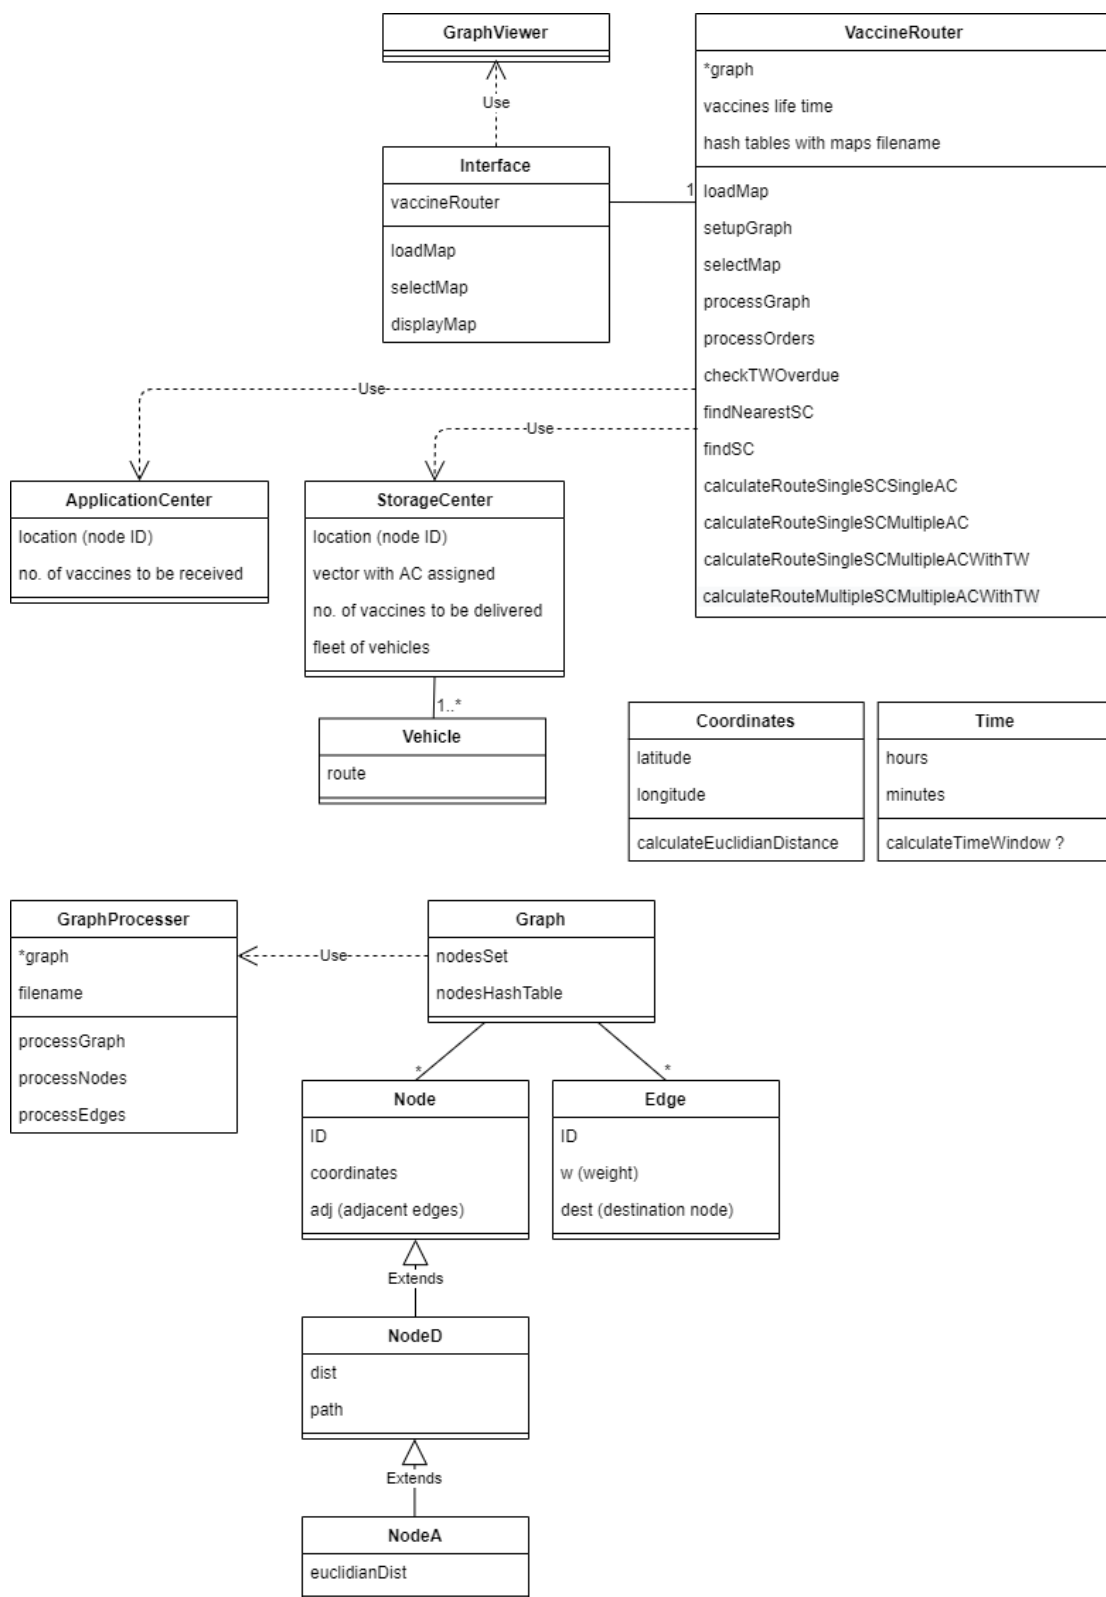 GraphViewer
Use
Interface
vaccineRouter
loadMap
selectMap
displayMap
1
VaccineRouter
*graph
vaccines life time
hash tables with maps filename
loadMap
setupGraph
selectMap
processGraph
processOrders
checkTWOverdue
findNearestSC
findSC
calculateRouteSingleSCSingleAC
calculateRouteSingleSCMultipleAC
calculateRouteSingleSCMultipleACWithTW
calculateRouteMultipleSCMultipleACWithTW
Use
Use
ApplicationCenter
location (node ID)
no. of vaccines to be received
StorageCenter
location (node ID)
vector with AC assigned
no. of vaccines to be delivered
fleet of vehicles
1..*
Vehicle
route
Coordinates
latitude
longitude
calculateEuclidianDistance
Time
hours
minutes
calculateTimeWindow ?
GraphProcesser
*graph
filename
processGraph
processNodes
processEdges
Use
Graph
nodesSet
nodesHashTable
*
*
Node
ID
coordinates
adj (adjacent edges)
Edge
ID
w (weight)
dest (destination node)
Extends
NodeD
dist
path
Extends
NodeA
euclidianDist